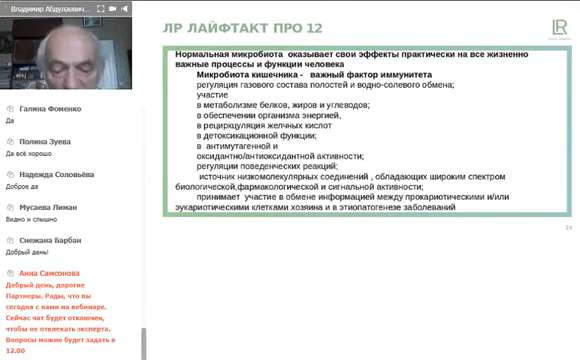 Владимир Абдулаевич...
ЛР ЛАЙФТАКТ ПРО 12
LR
Нормальная микробиота оказывает свои эффекты практически на все жизненно
важные процессы и функции человека
Микробиота кишечника - важный фактор иммунитета
регуляция газового состава полостей и водно-солевого обмена;
участие
в метаболизме белков, жиров и углеводов;
в обеспечении организма энергией,
в рециркуляция желчных кислот
в детоксикационной функции;
в антимутагенной и
оксидантно/антиоксидантной активности;
регуляции поведенческих реакций;
источник низкомолекулярных соединений , обладающих широким спектром
биологической,фармакологической и сигнальной активности;
принимает участие в обмене информацией между прокариотическими и/или
эукариотическими клетками хозяина и в этиопатогенезе заболеваний
Галина Фоменко
Да
Полина Зуева
Да всё хорошо
Надежда Соловьёва
Доброе да
Мусаева Лиман
Видно и слышно
Снежана Барбан
Добрый день!
Анна Самсонова
Добрый день, дорогие
Партнеры. Рады, что вы
сегодня с нами на вебинаре.
Сейчас чат будет отключен,
чтобы не отвлекать эксперта.
Вопросы можно будет задать в
12.00